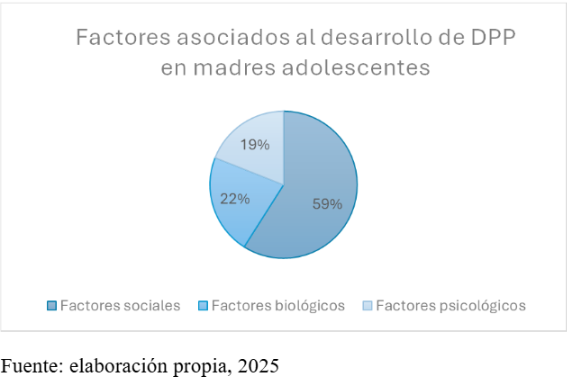 Factores asociados al desarrollo de DPP
en madres adolescentes
19%
22%
59%
Factores sociales Factores biológicos Factores psicológicos
Fuente: elaboración propia, 2025